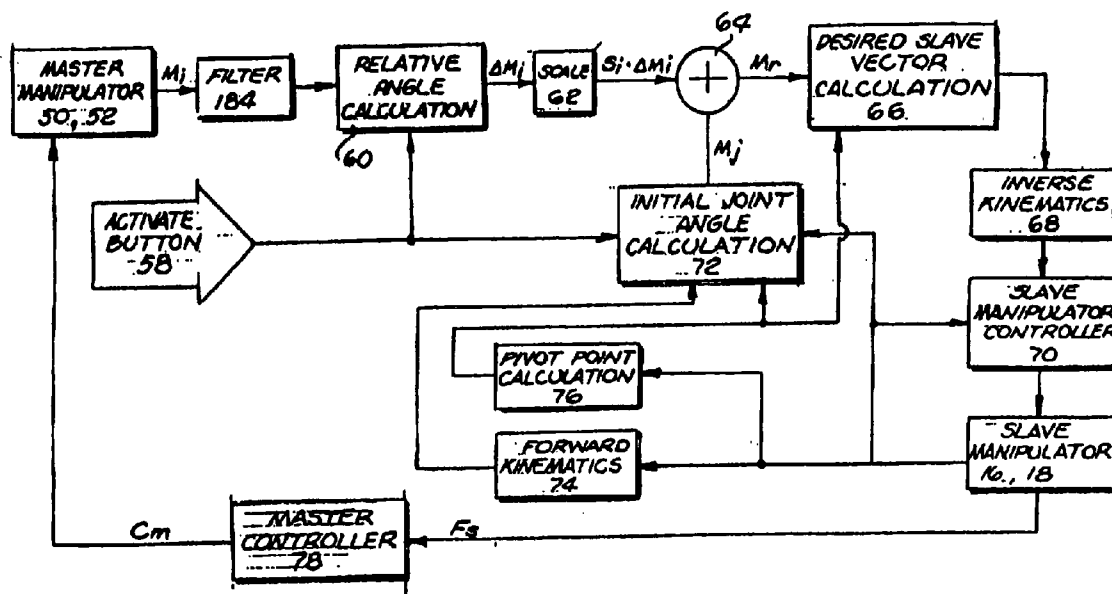 MASTER
MANIPULATOR
50, 52
Mi
FILTER
184
RELATIVE
ANGLE
CALCULATION
60
ΔMi
SCALE
62
Si·ΔMi
64
+
Mr
DESIRED SLAVE
VECTOR
CALCULATION
66
Mj
ACTIVATE
BUTTON
58
INITIAL JOINT
ANGLE
CALCULATION
72
INVERSE
KINEMATICS
68
SLAVE
MANIPULATOR
CONTROLLER
70
PIVOT POINT
CALCULATION
76
FORWARD
KINEMATICS
74
SLAVE
MANIPULATOR
16, 18
Cm
MASTER
CONTROLLER
78
Fs